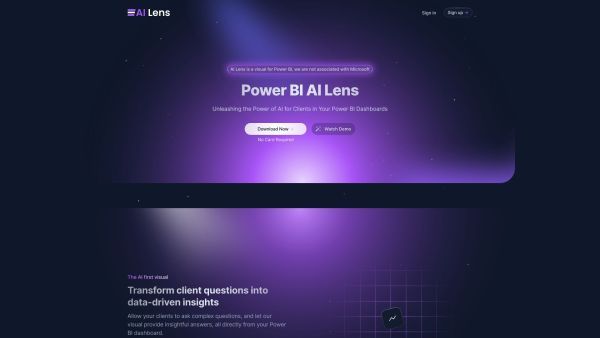 AI Lens
Sign in
Sign up
AI Lens is a visual for Power BI, we are not associated with Microsoft
Power BI AI Lens
Unleashing the Power of AI for Clients in Your Power BI Dashboards
Download Now
Watch Demo
No Card Required
The AI first visual
Transform client questions into
data-driven insights
Allow your clients to ask complex questions, and let our
visual provide insightful answers, all directly from your Power
BI dashboard.